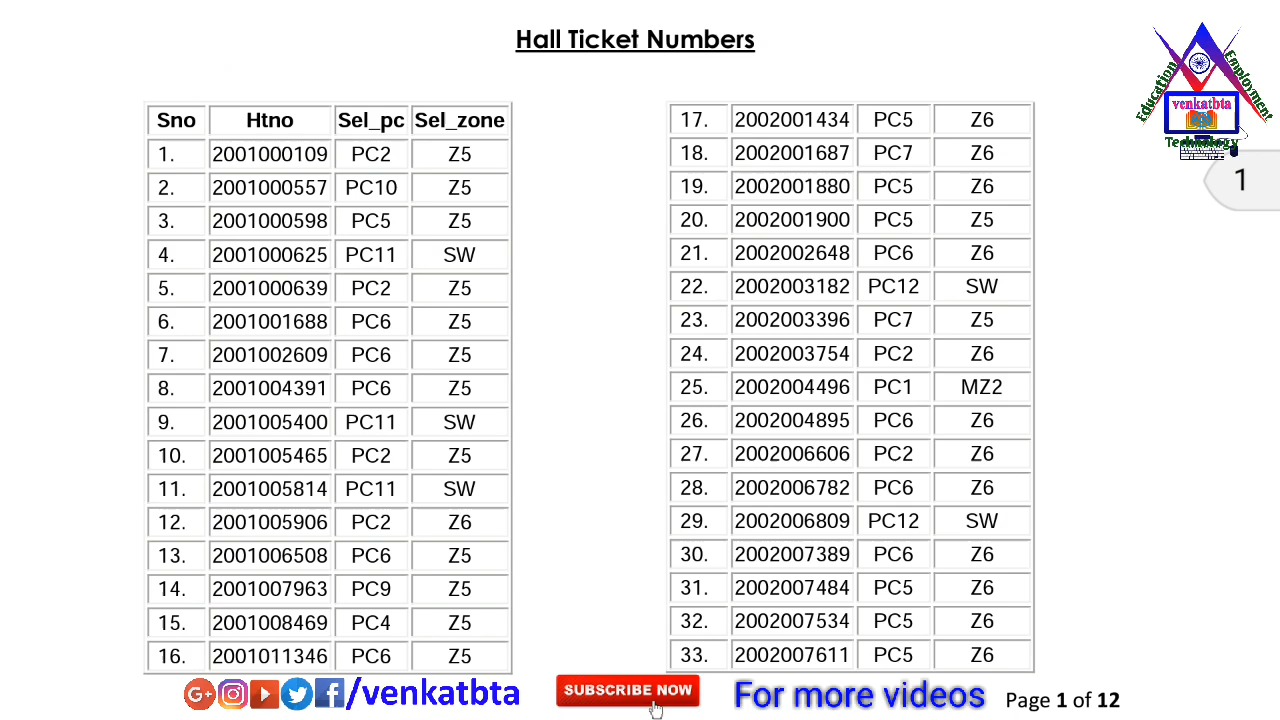 Hall Ticket Numbers
Sno Htno Sel_pc Sel_zone
1. 2001000109 PC2 Z5
2. 2001000557 PC10 Z5
3. 2001000598 PC5 Z5
4. 2001000625 PC11 SW
5. 2001000639 PC2 Z5
6. 2001001688 PC6 Z5
7. 2001002609 PC6 Z5
8. 2001004391 PC6 Z5
9. 2001005400 PC11 SW
10. 2001005465 PC2 Z5
11. 2001005814 PC11 SW
12. 2001005906 PC2 Z6
13. 2001006508 PC6 Z5
14. 2001007963 PC9 Z5
15. 2001008469 PC4 Z5
16. 2001011346 PC6 Z5
17. 2002001434 PC5 Z6
18. 2002001687 PC7 Z6
19. 2002001880 PC5 Z6
20. 2002001900 PC5 Z5
21. 2002002648 PC6 Z6
22. 2002003182 PC12 SW
23. 2002003396 PC7 Z5
24. 2002003754 PC2 Z6
25. 2002004496 PC1 MZ2
26. 2002004895 PC6 Z6
27. 2002006606 PC2 Z6
28. 2002006782 PC6 Z6
29. 2002006809 PC12 SW
30. 2002007389 PC6 Z6
31. 2002007484 PC5 Z6
32. 2002007534 PC5 Z6
33. 2002007611 PC5 Z6
Education Employment
venkatbta
Technology
1
G+ /venkatbta
SUBSCRIBE NOW
For more videos
Page 1 of 12